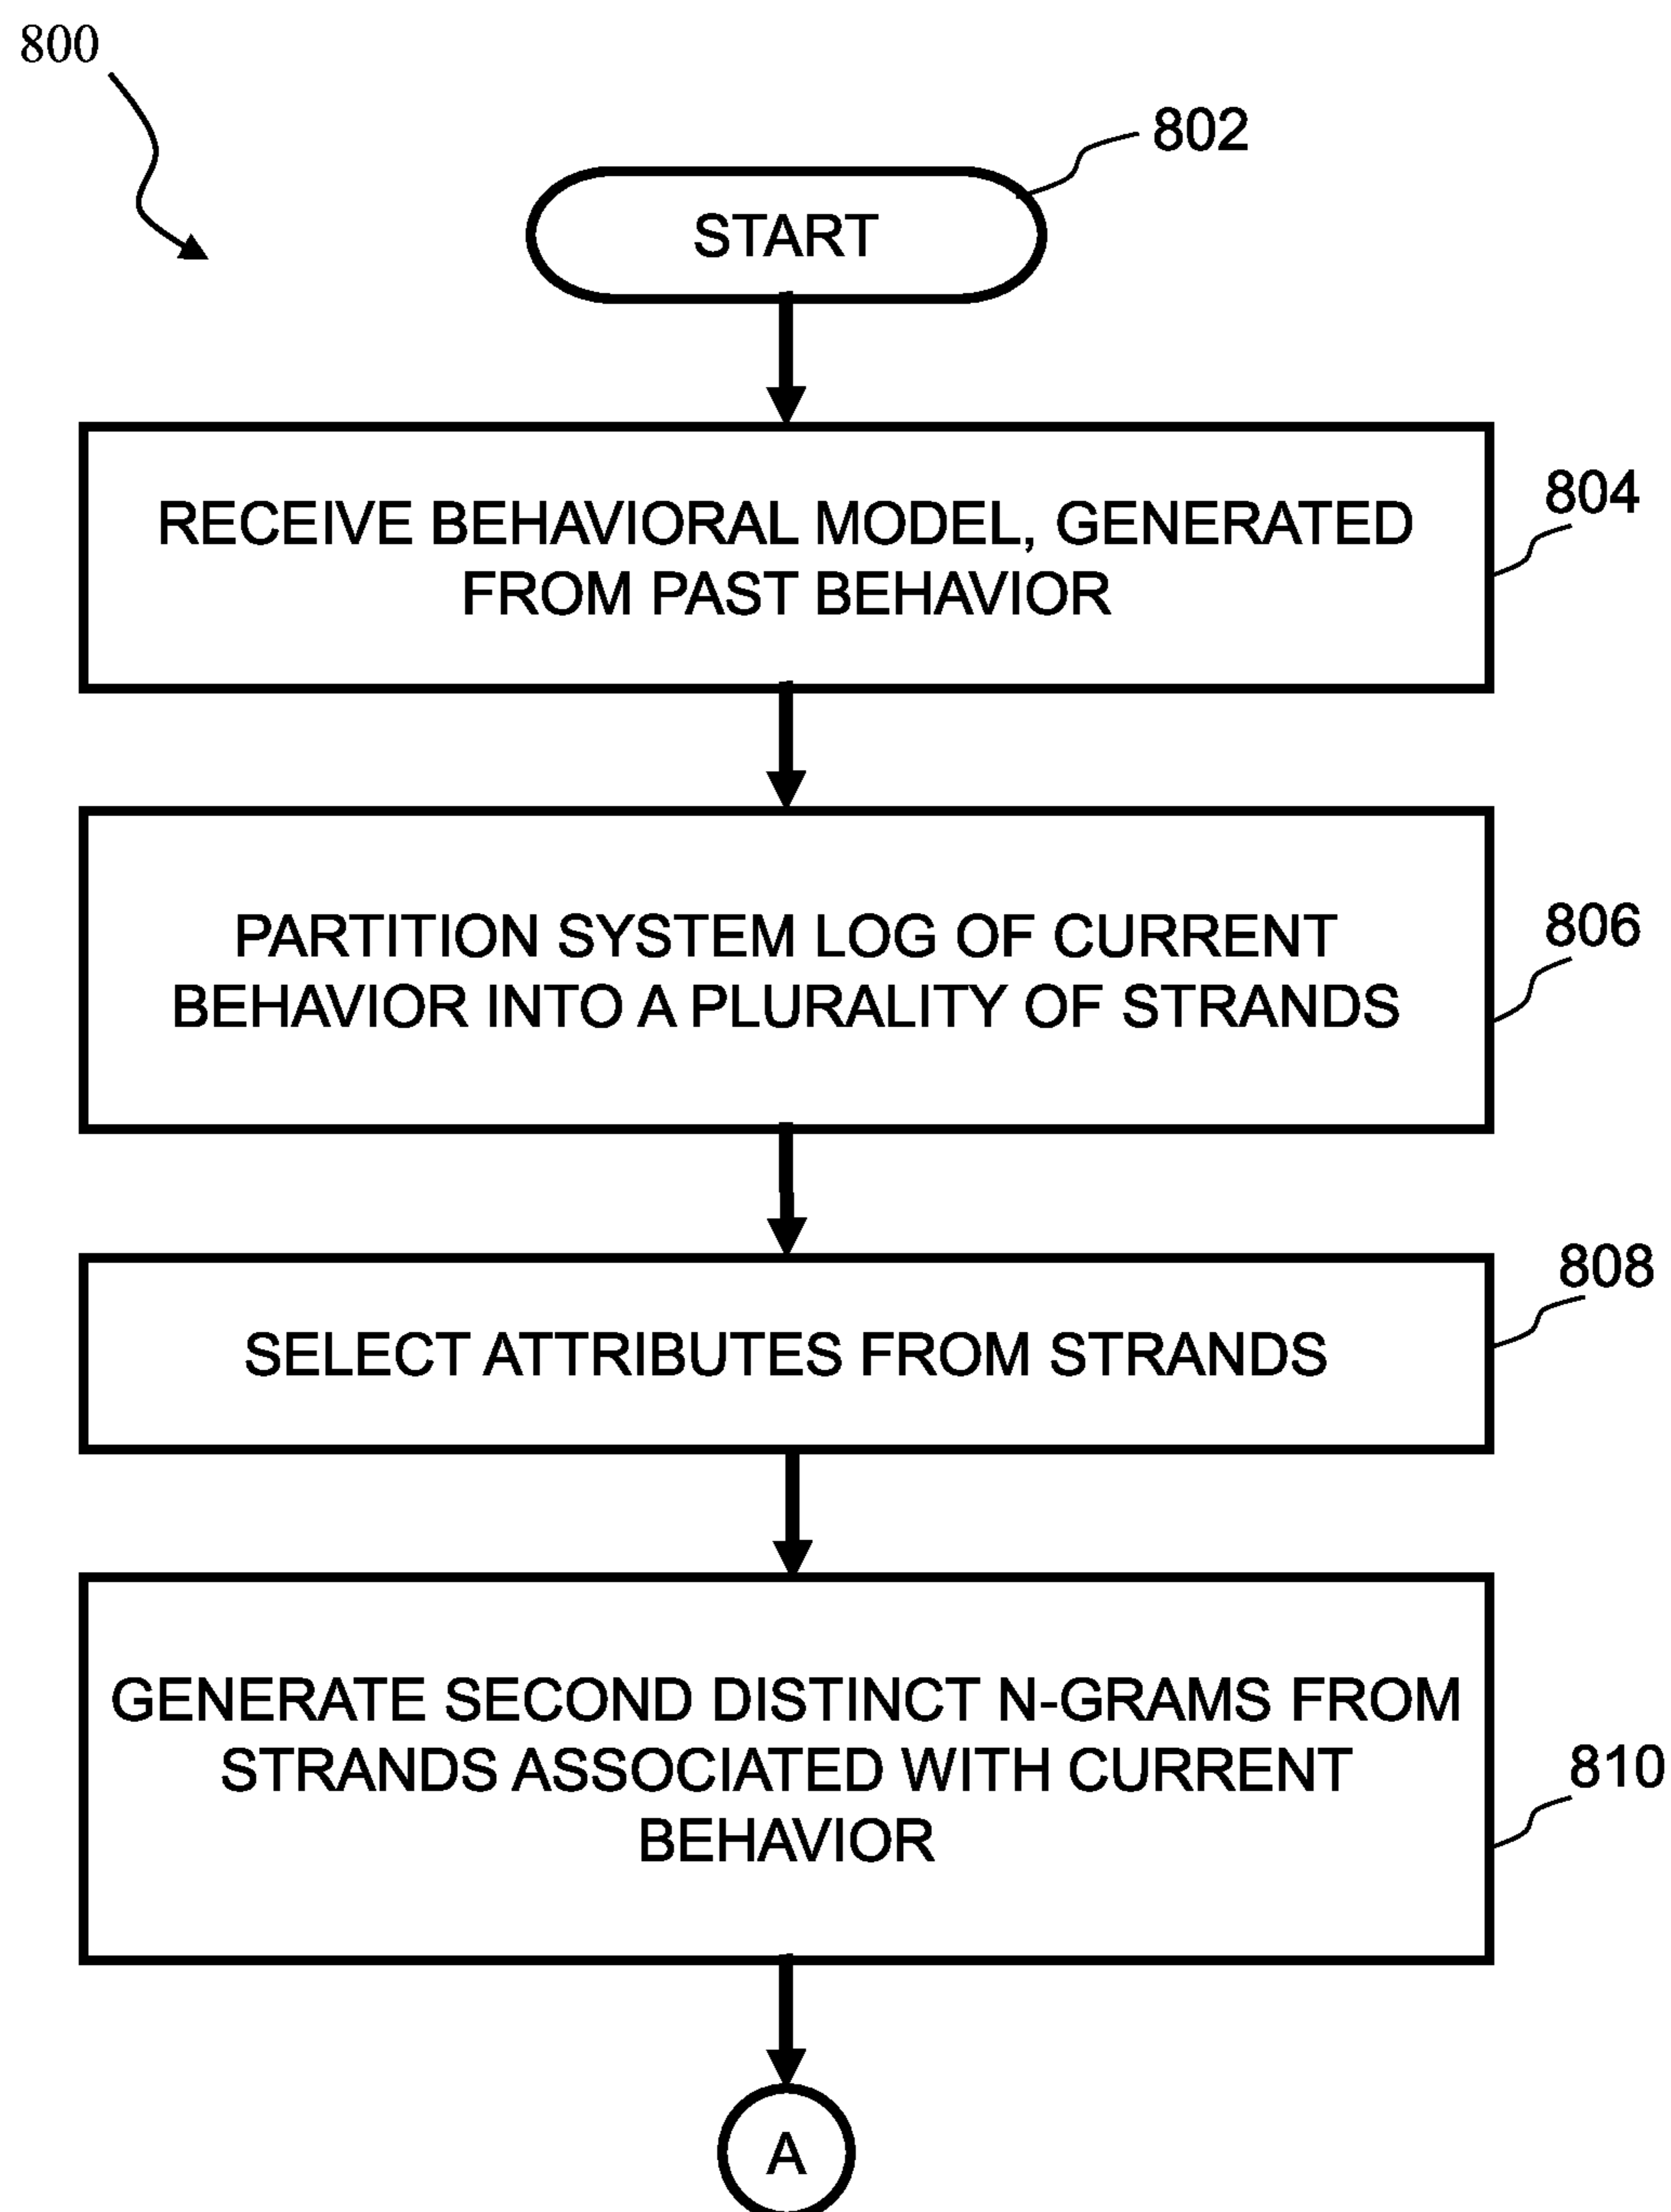 800
802
START
804
RECEIVE BEHAVIORAL MODEL, GENERATED
FROM PAST BEHAVIOR
806
PARTITION SYSTEM LOG OF CURRENT
BEHAVIOR INTO A PLURALITY OF STRANDS
808
SELECT ATTRIBUTES FROM STRANDS
GENERATE SECOND DISTINCT N-GRAMS FROM
STRANDS ASSOCIATED WITH CURRENT
810
BEHAVIOR
A